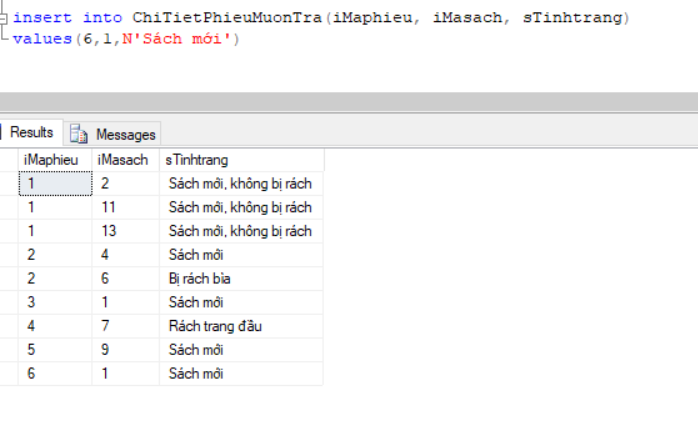 insert into ChiTietPhieuMuonTra(iMaphieu, iMasach, sTinhtrang)
values(6,1,N'Sách mới')
Results Messages
iMaphieu iMasach sTinhtrang
1 2 Sách mới, không bị rách
1 11 Sách mới, không bị rách
1 13 Sách mới, không bị rách
2 4 Sách mới
2 6 Bị rách bìa
3 1 Sách mới
4 7 Rách trang đầu
5 9 Sách mới
6 1 Sách mới